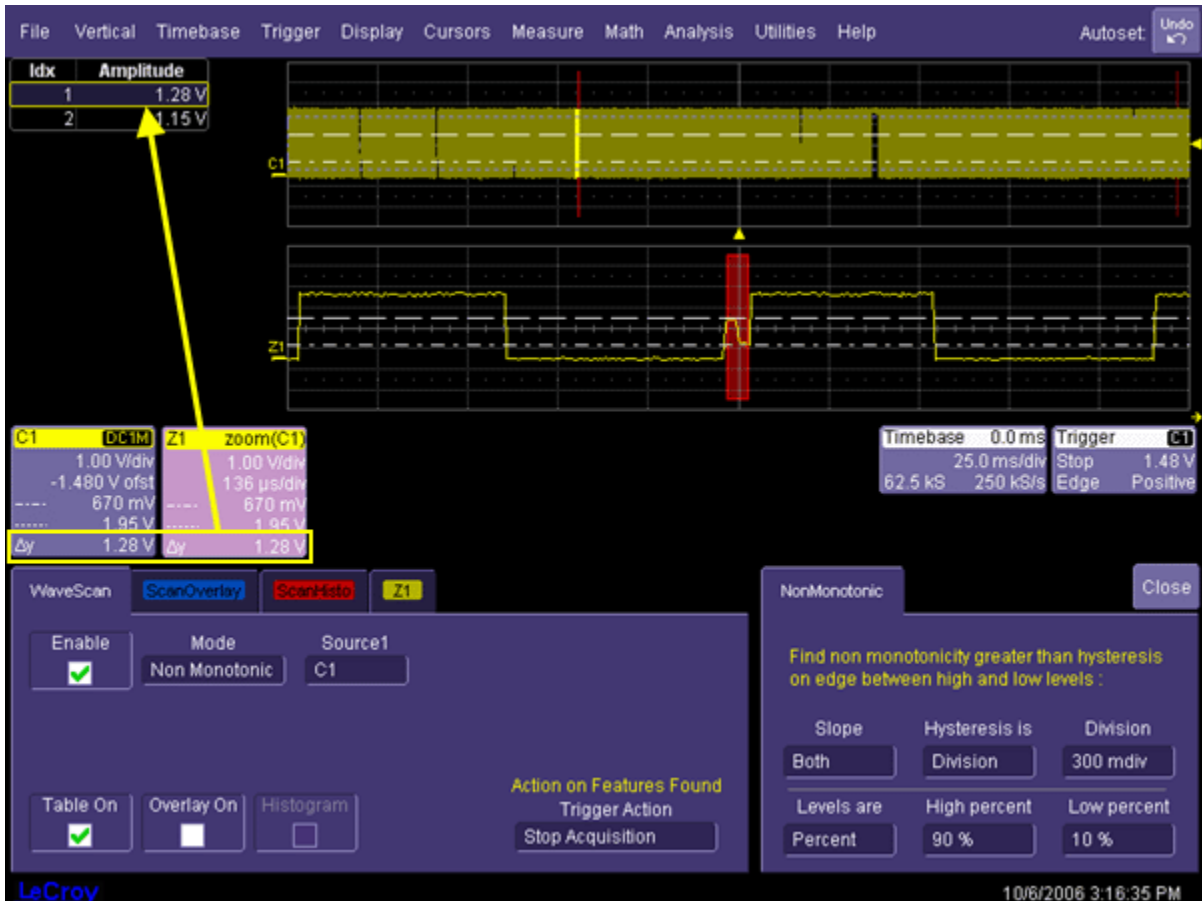 File Vertical Timebase Trigger Display Cursors Measure Math Analysis Utilities Help Autoset Undo
Idx Amplitude
1 1.28 V
2 1.15 V
C1
Z1
C1 DC1M
1.00 V/div
-1.480 V ofst
670 mV
1.95 V
Δy 1.28 V
Z1 zoom(C1)
1.00 V/div
136 µs/div
670 mV
1.95 V
Δy 1.28 V
Timebase 0.0 ms
25.0 ms/div
62.5 kS 250 kS/s
Trigger C1
Stop 1.48 V
Edge Positive
WaveScan ScanOverlay ScanHisto Z1
Enable Mode Source1
Non Monotonic C1
Action on Features Found
Table On Overlay On Histogram Trigger Action
Stop Acquisition
NonMonotonic Close
Find non monotonicity greater than hysteresis
on edge between high and low levels :
Slope Hysteresis is Division
Both Division 300 mdiv
Levels are High percent Low percent
Percent 90 % 10 %
LeCroy 10/6/2006 3:16:35 PM